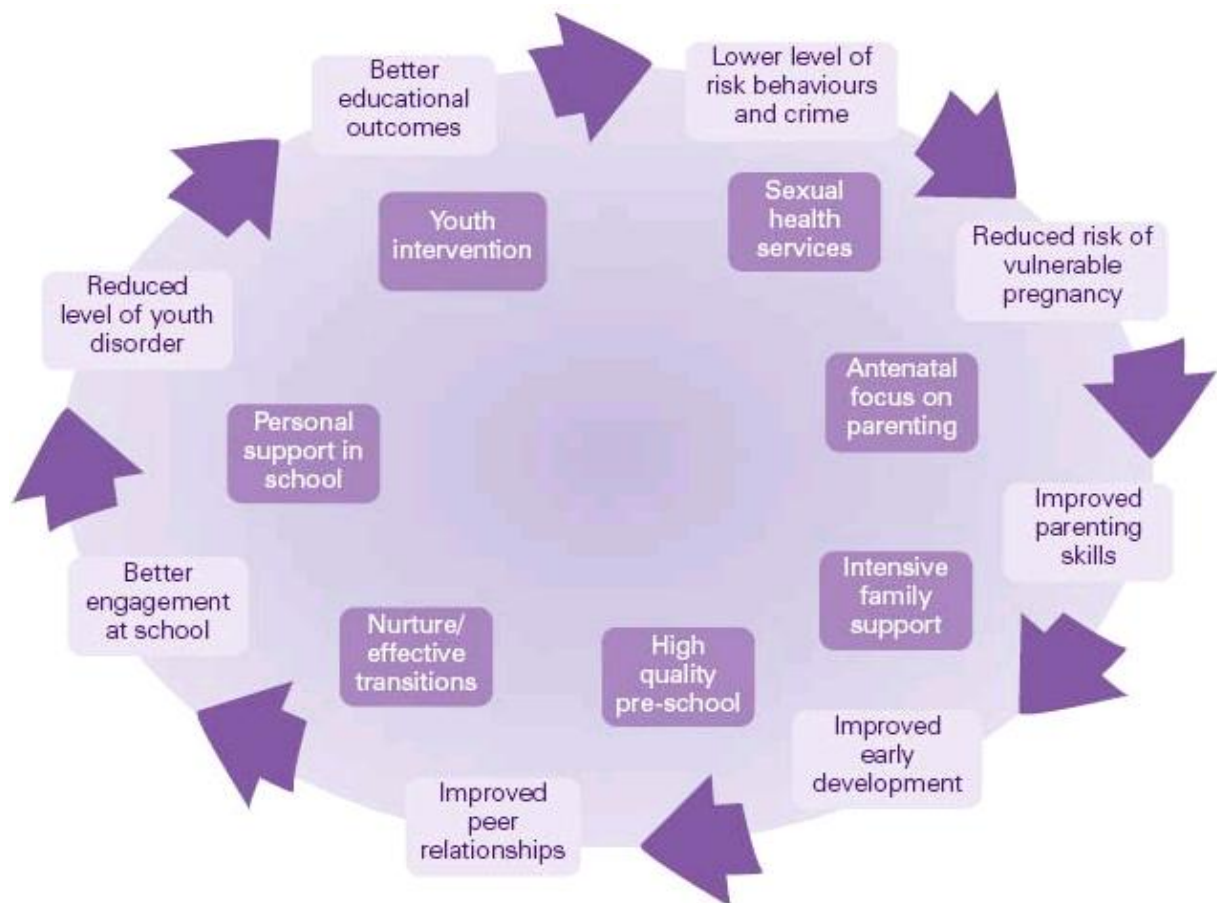 Better
educational
outcomes
Lower level of
risk behaviours
and crime
Youth
intervention
Sexual
health
services
Reduced risk of
vulnerable
pregnancy
Reduced
level of youth
disorder
Antenatal
focus on
parenting
Personal
support in
school
Improved
parenting
skills
Better
engagement
at school
Intensive
family
support
Nurture/
effective
transitions
High
quality
pre-school
Improved
early
development
Improved
peer
relationships